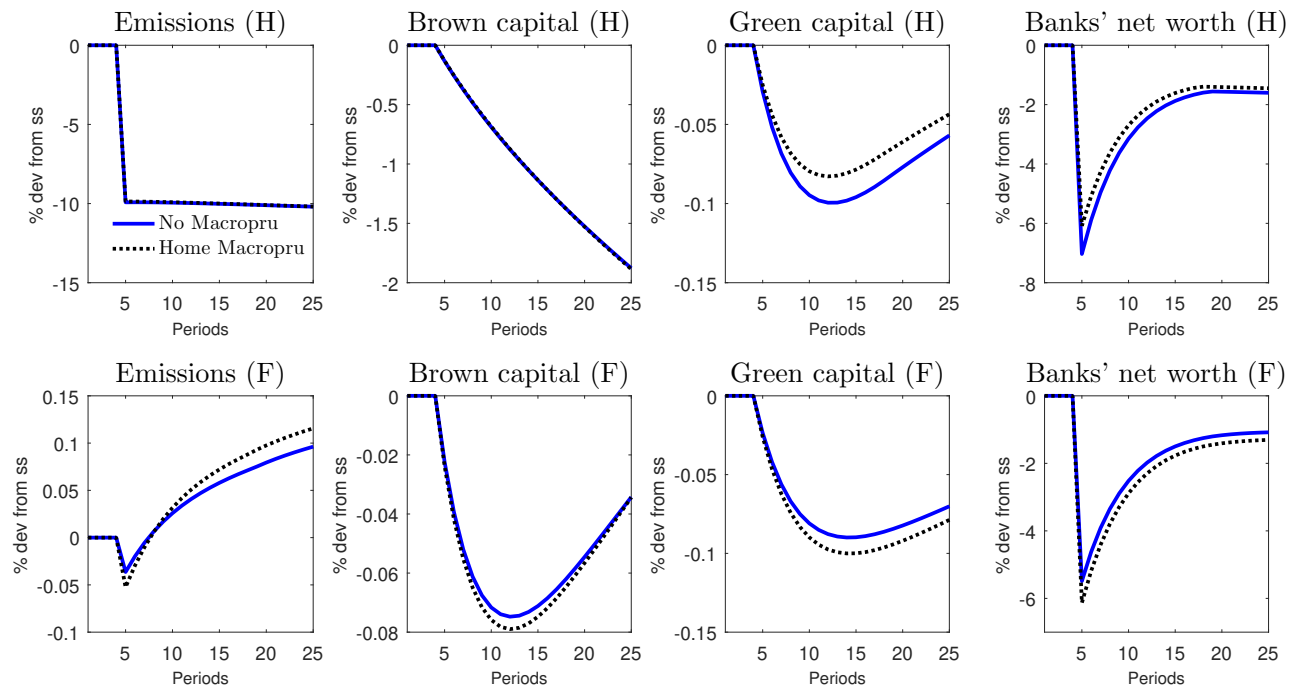 Emissions (H)
0
-5
-10
-15
% dev from ss
No Macropru
Home Macropru
5 10 15 20 25
Periods
Brown capital (H)
0
-0.5
-1
-1.5
-2
% dev from ss
5 10 15 20 25
Periods
Green capital (H)
0
-0.05
-0.1
-0.15
% dev from ss
5 10 15 20 25
Periods
Banks' net worth (H)
0
-2
-4
-6
-8
% dev from ss
5 10 15 20 25
Periods
Emissions (F)
0.15
0.1
0.05
0
-0.05
-0.1
% dev from ss
5 10 15 20 25
Periods
Brown capital (F)
0
-0.02
-0.04
-0.06
-0.08
% dev from ss
5 10 15 20 25
Periods
Green capital (F)
0
-0.05
-0.1
-0.15
% dev from ss
5 10 15 20 25
Periods
Banks' net worth (F)
0
-2
-4
-6
% dev from ss
5 10 15 20 25
Periods